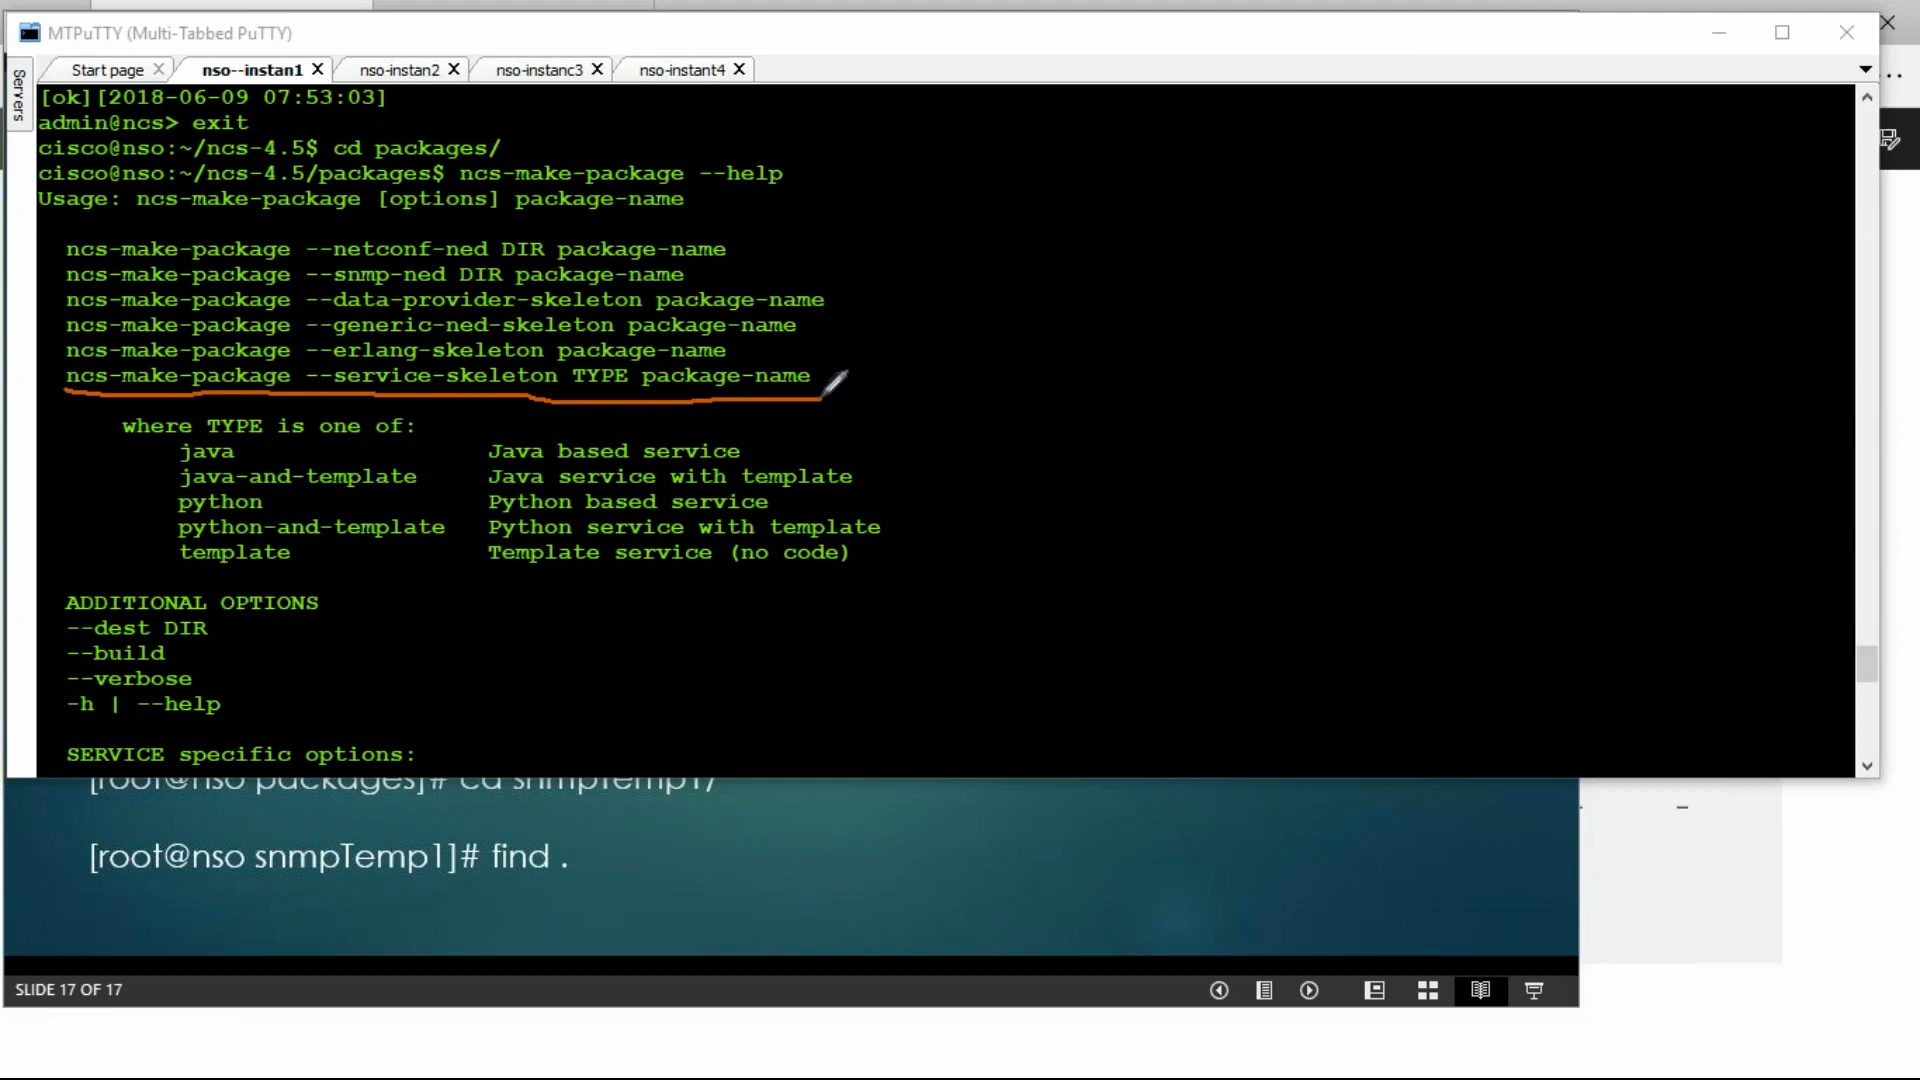 MTPuTTY (Multi-Tabbed PuTTY)
Servers
Start page
nso--instan1
nso-instan2
nso-instanc3
nso-instant4
[ok][2018-06-09 07:53:03]
admin@ncs> exit
cisco@nso:~/ncs-4.5$ cd packages/
cisco@nso:~/ncs-4.5/packages$ ncs-make-package --help
Usage: ncs-make-package [options] package-name
ncs-make-package --netconf-ned DIR package-name
ncs-make-package --snmp-ned DIR package-name
ncs-make-package --data-provider-skeleton package-name
ncs-make-package --generic-ned-skeleton package-name
ncs-make-package --erlang-skeleton package-name
ncs-make-package --service-skeleton TYPE package-name
where TYPE is one of:
java Java based service
java-and-template Java service with template
python Python based service
python-and-template Python service with template
template Template service (no code)
ADDITIONAL OPTIONS
--dest DIR
--build
--verbose
-h | --help
SERVICE specific options:
[root@nso packages]# cd snmpTemp1/
[root@nso snmpTemp1]# find .
SLIDE 17 OF 17